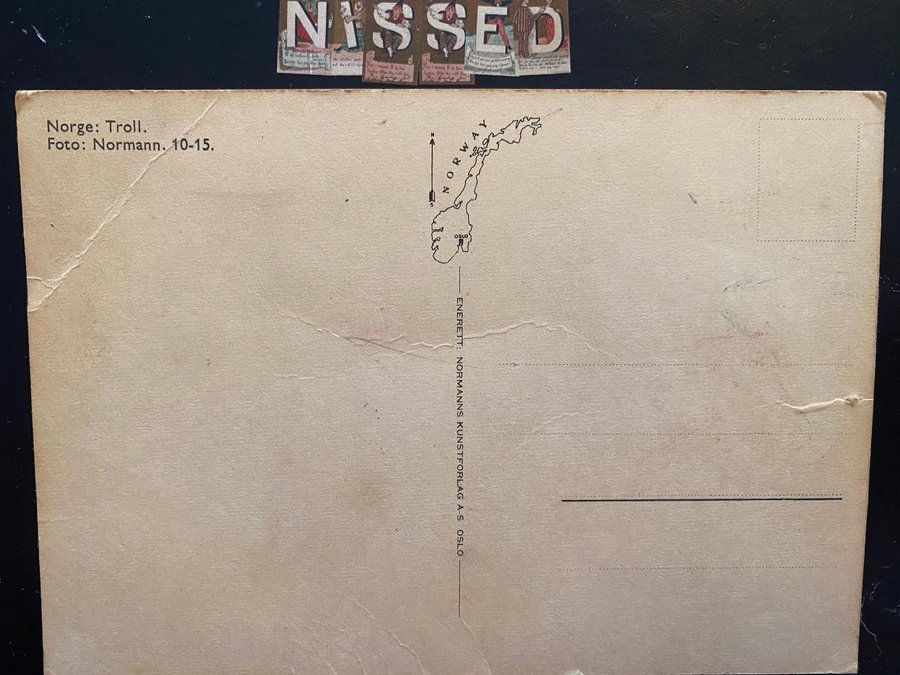 NISSED
Norge: Troll.
Foto: Normann. 10-15.
N
NORWAY
S
OSLO
ENERETT: NORMANNS KUNSTFORLAG A-S OSLO